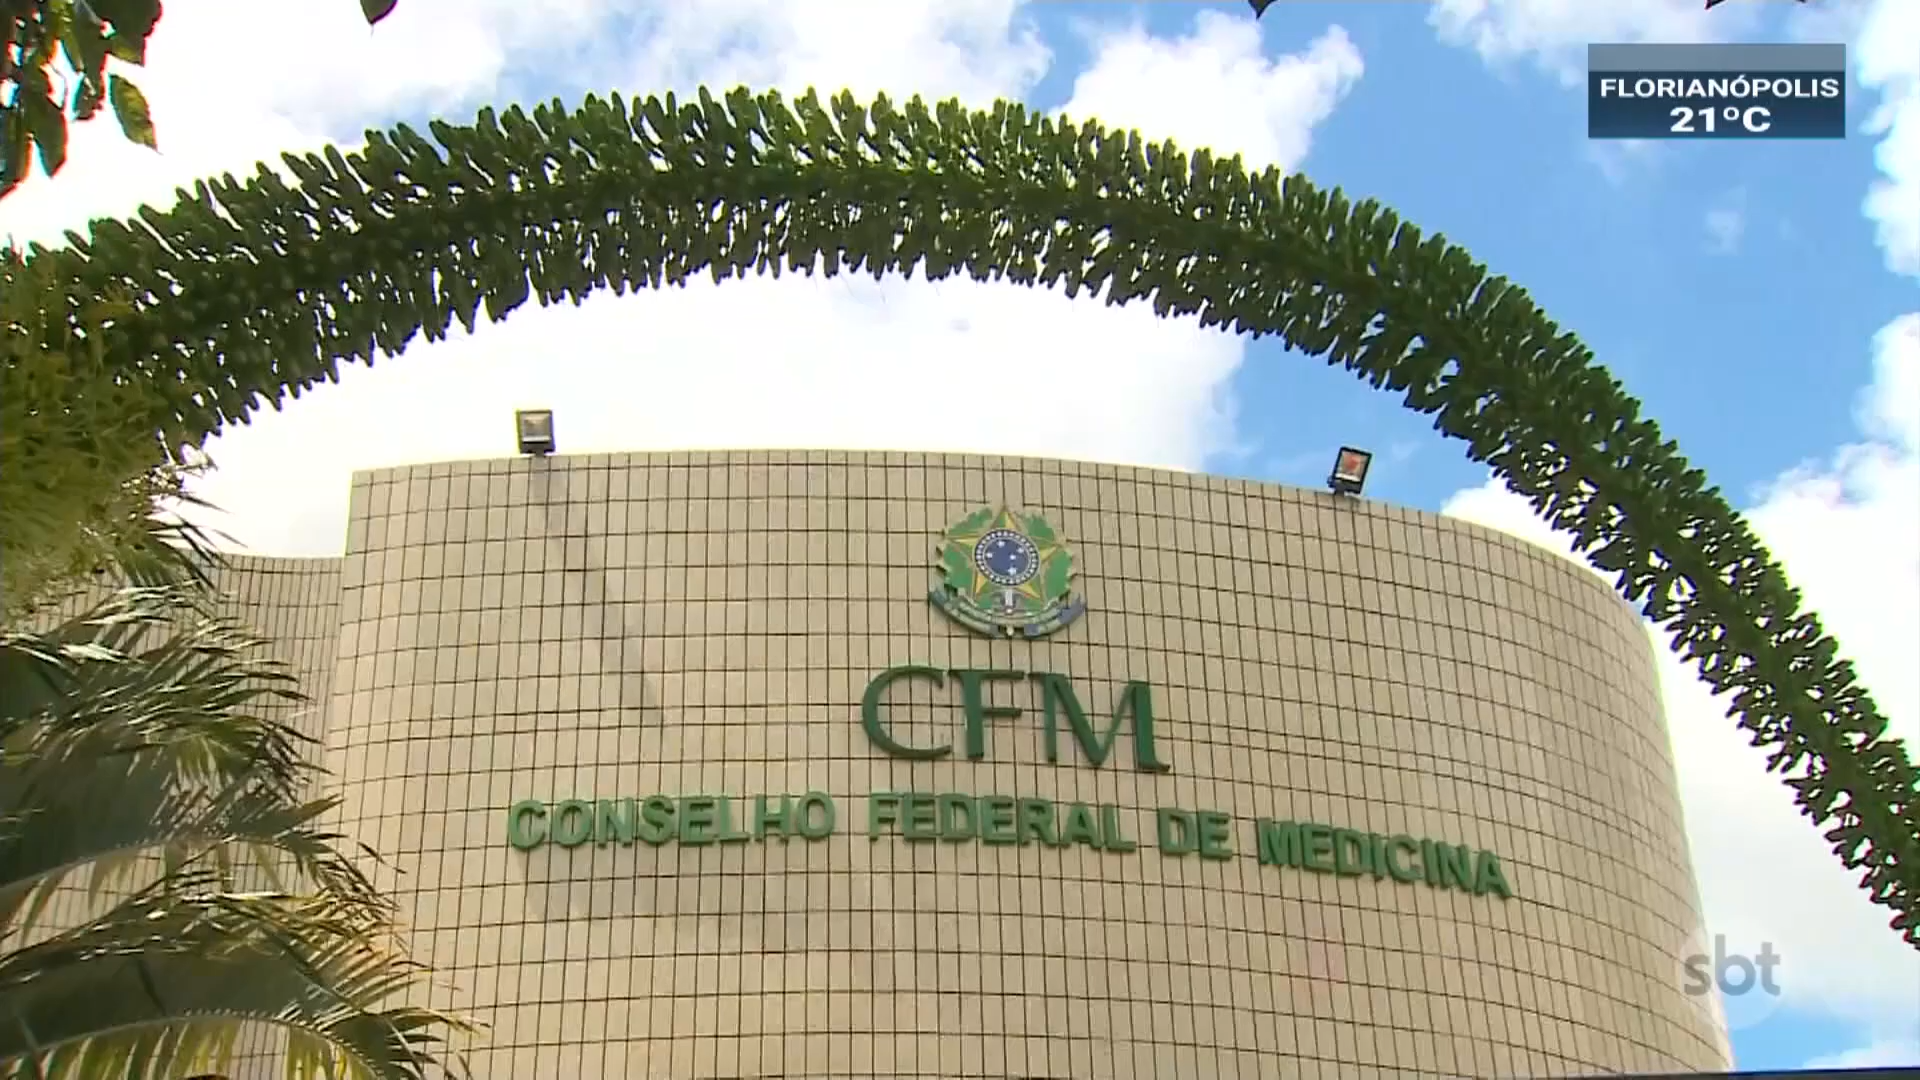 FLORIANÓPOLIS
21°C
CFM
CONSELHO FEDERAL DE MEDICINA
sbt